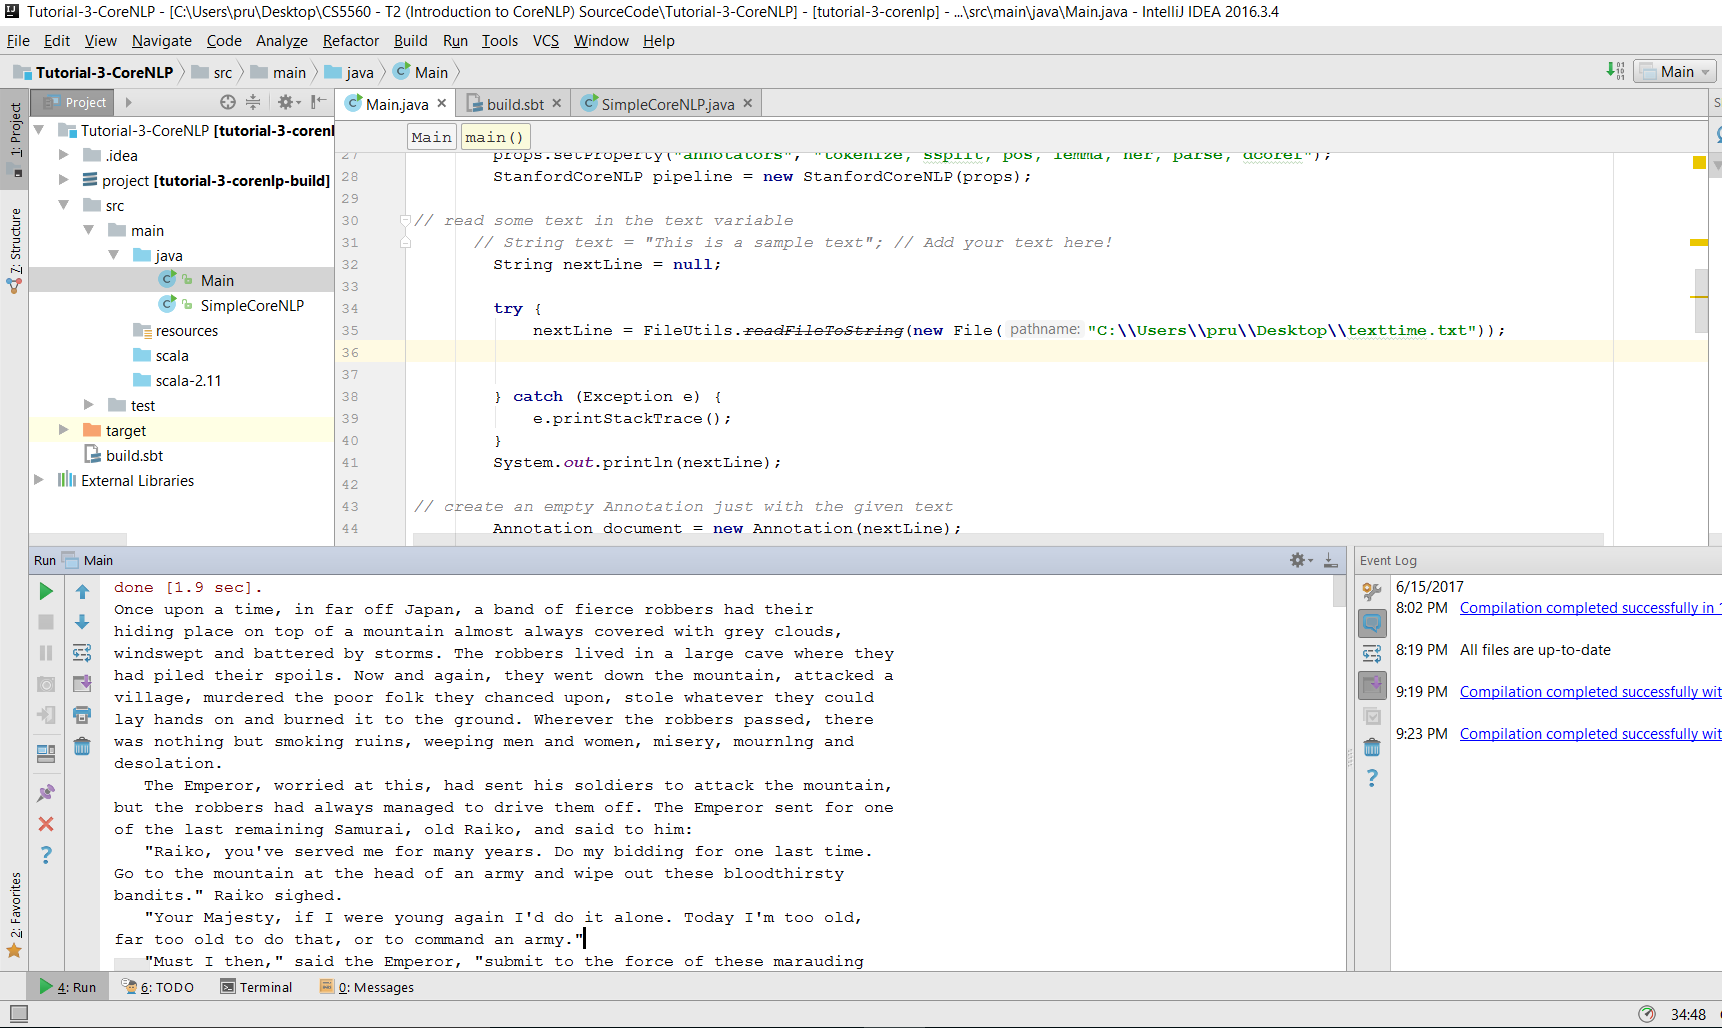 Tutorial-3-CoreNLP - [C:\Users\pru\Desktop\CS5560 - T2 (Introduction to CoreNLP) SourceCode\Tutorial-3-CoreNLP] - [tutorial-3-corenlp] - ...\src\main\java\Main.java - IntelliJ IDEA 2016.3.4
File Edit View Navigate Code Analyze Refactor Build Run Tools VCS Window Help
Tutorial-3-CoreNLP src main java Main
Main
1: Project
7: Structure
2: Favorites
Project
Tutorial-3-CoreNLP [tutorial-3-corenl
.idea
project [tutorial-3-corenlp-build]
src
main
java
Main
SimpleCoreNLP
resources
scala
scala-2.11
test
target
build.sbt
External Libraries
Main.java build.sbt SimpleCoreNLP.java
Main main()
27 props.setProperty("annotators", "tokenize, ssplit, pos, lemma, ner, parse, dcoref");
28 StanfordCoreNLP pipeline = new StanfordCoreNLP(props);
29
30 // read some text in the text variable
31 // String text = "This is a sample text"; // Add your text here!
32 String nextLine = null;
33
34 try {
35 nextLine = FileUtils.readFileToString(new File( pathname: "C:\\Users\\pru\\Desktop\\texttime.txt"));
36
37
38 } catch (Exception e) {
39 e.printStackTrace();
40 }
41 System.out.println(nextLine);
42
43 // create an empty Annotation just with the given text
44 Annotation document = new Annotation(nextLine);
Run Main
done [1.9 sec].
Once upon a time, in far off Japan, a band of fierce robbers had their
hiding place on top of a mountain almost always covered with grey clouds,
windswept and battered by storms. The robbers lived in a large cave where they
had piled their spoils. Now and again, they went down the mountain, attacked a
village, murdered the poor folk they chanced upon, stole whatever they could
lay hands on and burned it to the ground. Wherever the robbers passed, there
was nothing but smoking ruins, weeping men and women, misery, mournlng and
desolation.
The Emperor, worried at this, had sent his soldiers to attack the mountain,
but the robbers had always managed to drive them off. The Emperor sent for one
of the last remaining Samurai, old Raiko, and said to him:
"Raiko, you've served me for many years. Do my bidding for one last time.
Go to the mountain at the head of an army and wipe out these bloodthirsty
bandits." Raiko sighed.
"Your Majesty, if I were young again I'd do it alone. Today I'm too old,
far too old to do that, or to command an army."
"Must I then," said the Emperor, "submit to the force of these marauding
Event Log
6/15/2017
8:02 PM Compilation completed successfully in
8:19 PM All files are up-to-date
9:19 PM Compilation completed successfully wit
9:23 PM Compilation completed successfully wit
4: Run 6: TODO Terminal 0: Messages
34:48